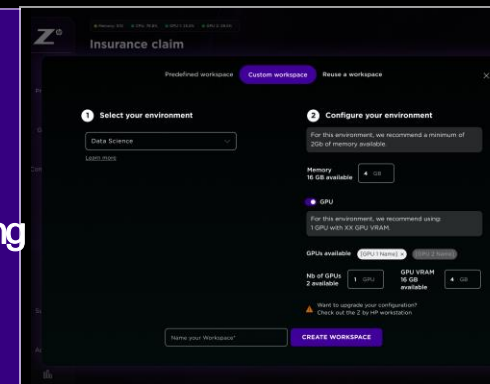 ng
Insurance claim
Predefined workspace
Custom workspace
Reuse a workspace
1 Select your environment
Data Science
Learn more
2 Configure your environment
For this environment, we recommend a minimum of
2Gb of memory available.
Memory
16 GB available
4 GB
GPU
For this environment, we recommend using:
1 GPU with XX GPU VRAM.
GPUs available
[GPU 1 Name] ×
[GPU 2 Name]
Nb of GPUs
2 available
1 GPU
GPU VRAM
16 GB
available
4 GB
Want to upgrade your configuration?
Check out the Z by HP workstation
Name your Workspace*
CREATE WORKSPACE